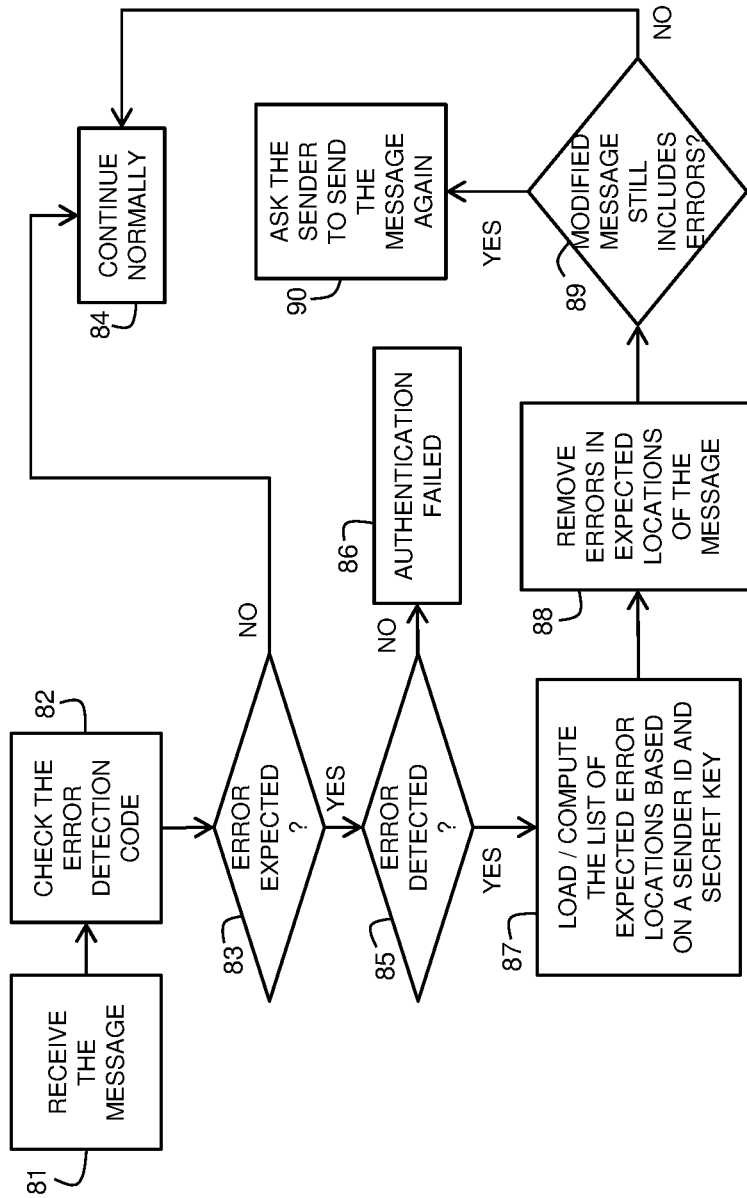 81
RECEIVE
THE
MESSAGE
82
CHECK THE
ERROR
DETECTION
CODE
83
ERROR
EXPECTED
?
NO
YES
84
CONTINUE
NORMALLY
85
ERROR
DETECTED
?
NO
YES
86
AUTHENTICATION
FAILED
87
LOAD / COMPUTE
THE LIST OF
EXPECTED ERROR
LOCATIONS BASED
ON A SENDER ID AND
SECRET KEY
88
REMOVE
ERRORS IN
EXPECTED
LOCATIONS
OF THE
MESSAGE
89
MODIFIED
MESSAGE
STILL
INCLUDES
ERRORS?
YES
NO
90
ASK THE
SENDER
TO SEND
THE
MESSAGE
AGAIN